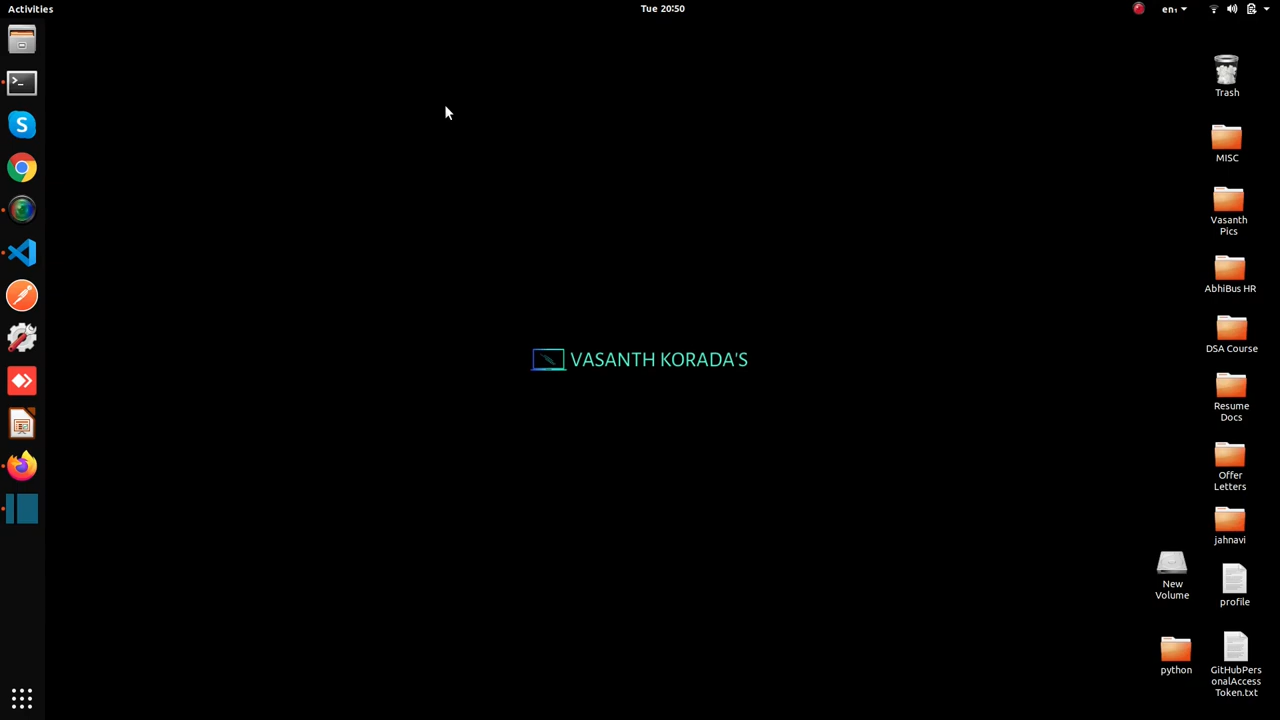 Activities
Tue 20:50
en₁
Trash
MISC
Vasanth
Pics
AbhiBus HR
DSA Course
Resume
Docs
Offer
Letters
jahnavi
New
Volume
profile
python
GitHubPers
onalAccess
Token.txt
VASANTH KORADA'S